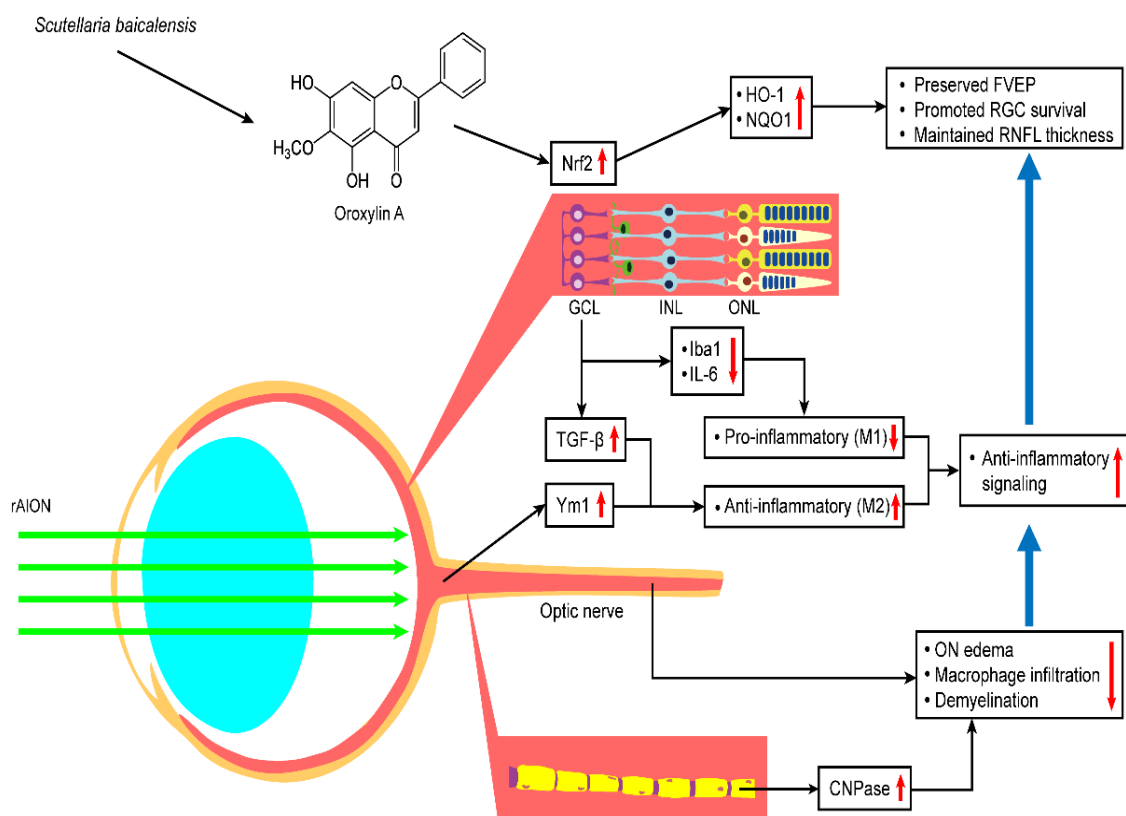 Scutellaria baicalensis
HO
O
H₃CO
OH
O
Oroxylin A
Nrf2
• HO-1
• NQO1
• Preserved FVEP
• Promoted RGC survival
• Maintained RNFL thickness
GCL
INL
ONL
• Iba1
• IL-6
TGF-β
• Pro-inflammatory (M1)
Ym1
• Anti-inflammatory (M2)
• Anti-inflammatory
signaling
rAION
Optic nerve
• ON edema
• Macrophage infiltration
• Demyelination
CNPase